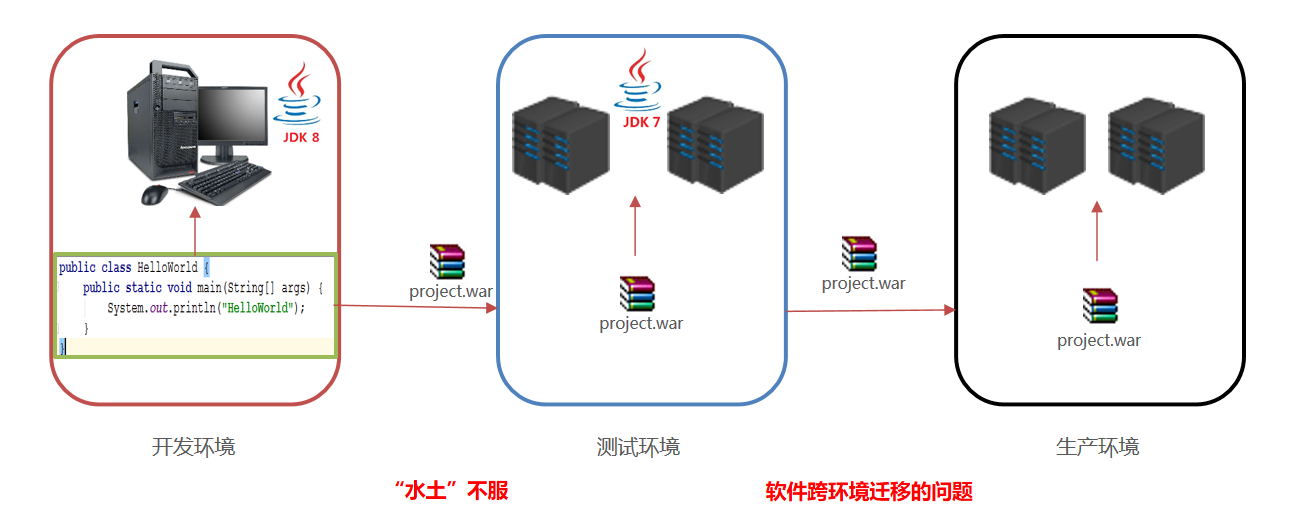 JDK 8
public class HelloWorld {
public static void main(String[] args) {
System.out.println("HelloWorld");
}
}
开发环境
project.war
JDK 7
project.war
测试环境
project.war
project.war
生产环境
“水土”不服
软件跨环境迁移的问题